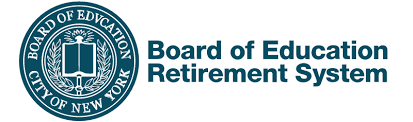 BOARD OF EDVCATION
CITY OF NEW YORK
Board of Education
Retirement System